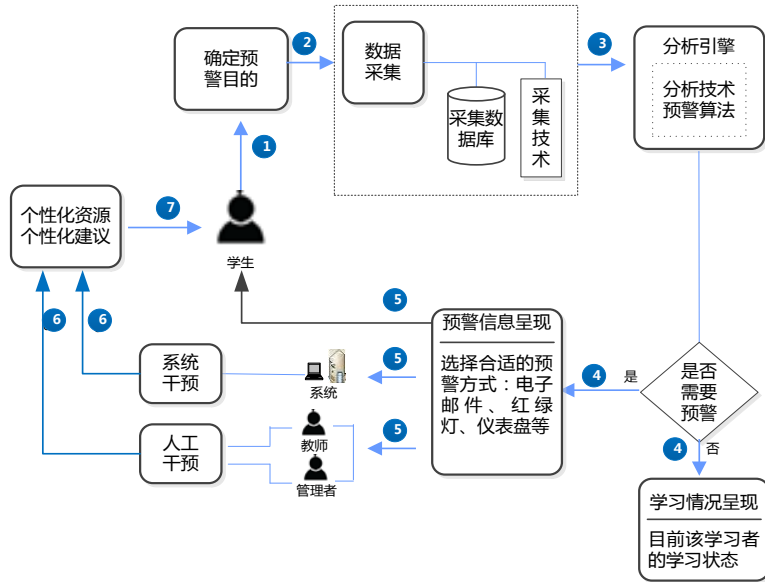 确定预
警目的
2
数据
采集
采集数
据库
采
集
技
术
3
分析引擎
分析技术
预警算法
1
个性化资源
个性化建议
7
学生
6
6
5
预警信息呈现
选择合适的预
警方式：电子
邮件、红绿
灯、仪表盘等
系统
干预
系统
5
人工
干预
教师
管理者
5
4
是
是否
需要
预警
4
否
学习情况呈现
目前该学习者
的学习状态